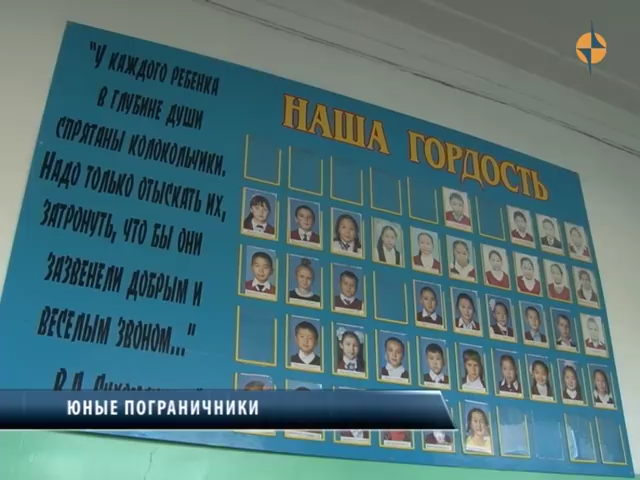 "У КАЖДОГО РЕБЕНКА
В ГЛУБИНЕ ДУШИ
СПРЯТАНЫ КОЛОКОЛЬЧИКИ.
НАДО ТОЛЬКО ОТЫСКАТЬ ИХ,
ЗАТРОНУТЬ, ЧТО БЫ ОНИ
ЗАЗВЕНЕЛИ ДОБРЫМ И
ВЕСЕЛЫМ ЗВОНОМ..."
НАША ГОРДОСТЬ
ЮНЫЕ ПОГРАНИЧНИКИ